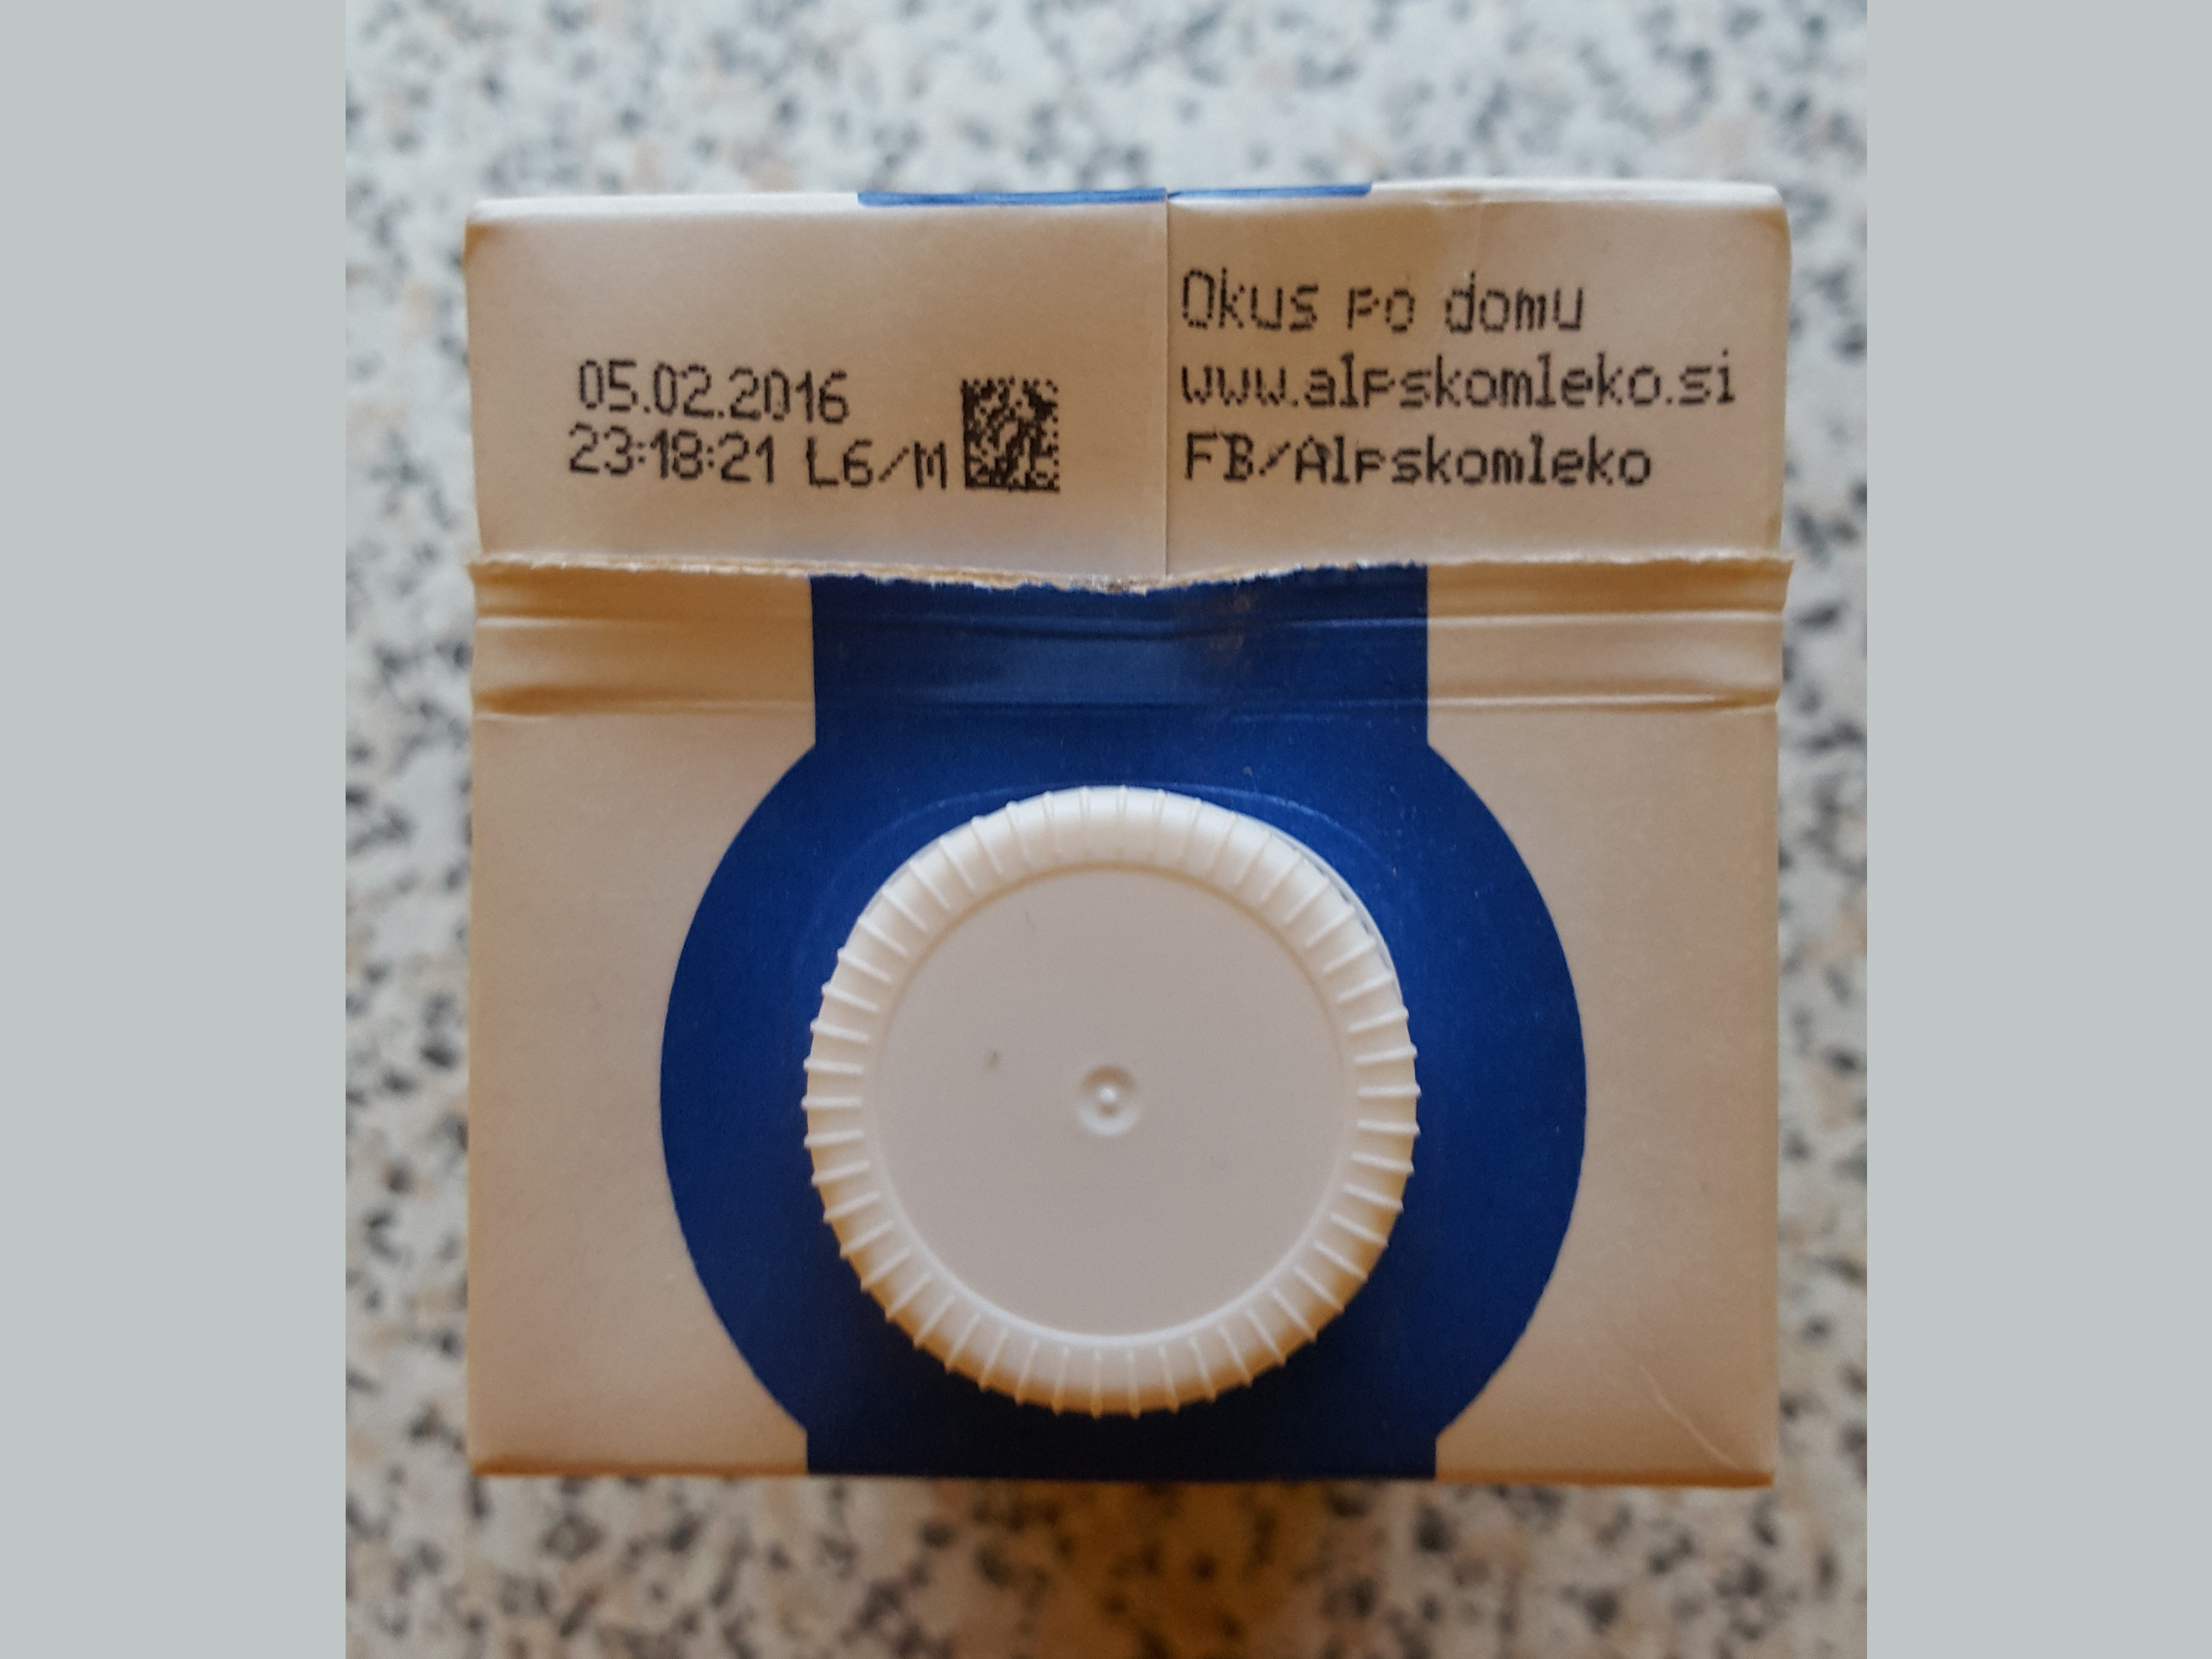 05.02.2016
23:18:21 L6/M
Okus po domu
www.alpskomleko.si
FB/Alpskomleko